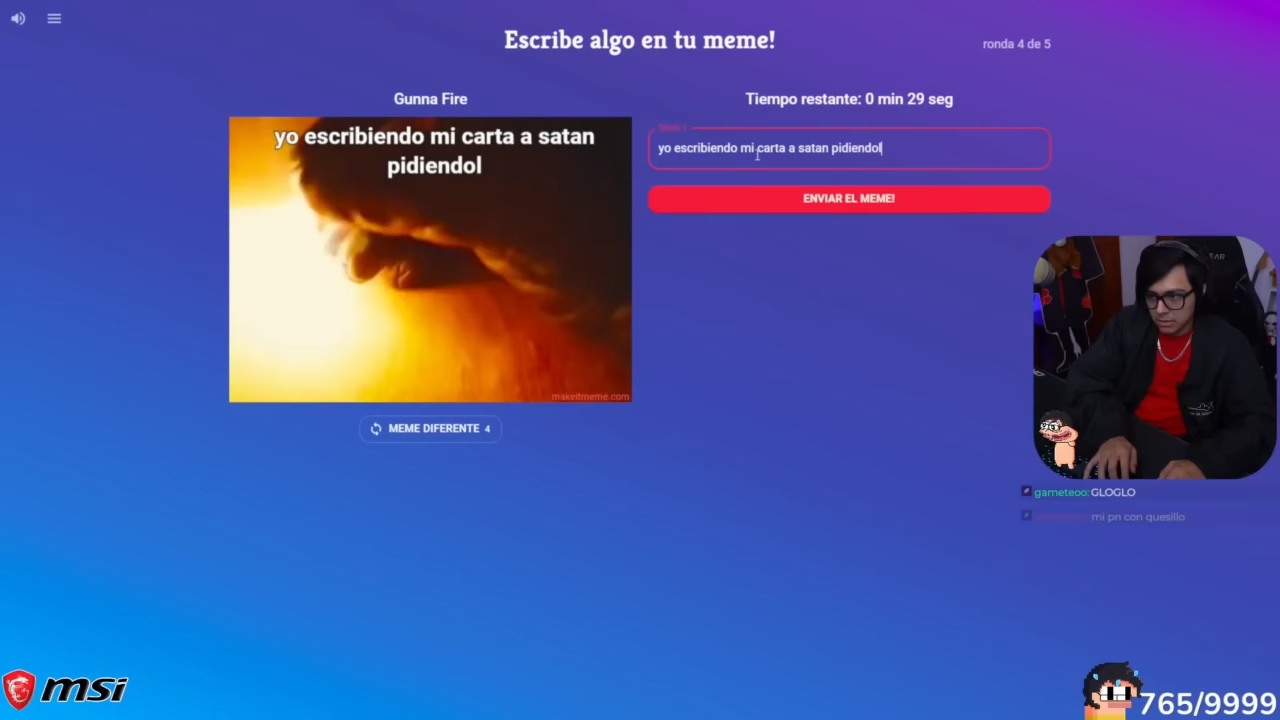 Escribe algo en tu meme!
ronda 4 de 5
Gunna Fire
Tiempo restante: 0 min 29 seg
yo escribiendo mi carta a satan
pidiendol
yo escribiendo mi carta a satan pidiendol
ENVIAR EL MEME!
makeitmeme.com
MEME DIFERENTE 4
gameteoo: GLOGLO
mi pn con quesillo
msi
765/9999